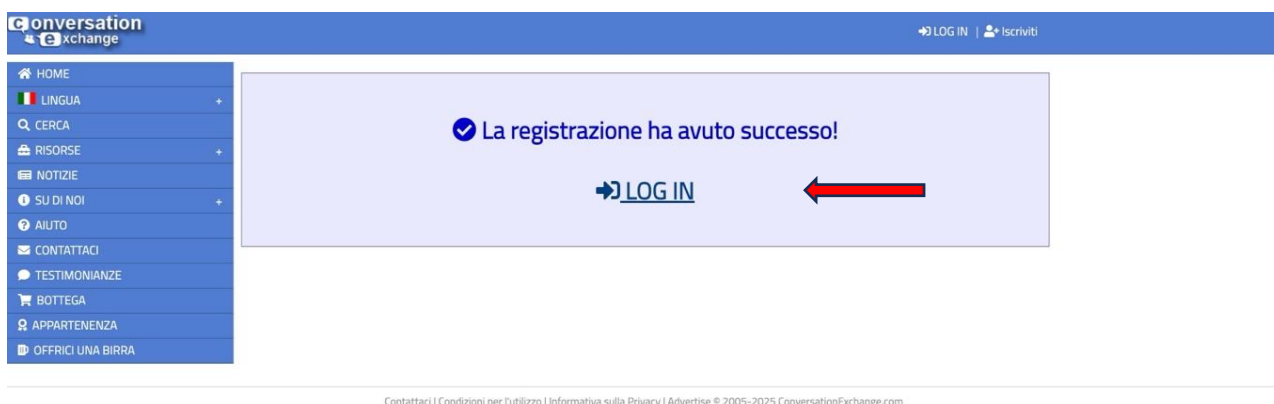 Conversation
exchange
LOG IN | Iscriviti
HOME
LINGUA +
CERCA
RISORSE +
NOTIZIE
SU DI NOI +
AIUTO
CONTATTACI
TESTIMONIANZE
BOTTEGA
APPARTENENZA
OFFRICI UNA BIRRA
La registrazione ha avuto successo!
LOG IN
Contattaci | Condizioni per l'utilizzo | Informativa sulla Privacy | Advertise © 2005-2025 ConversationExchange.com